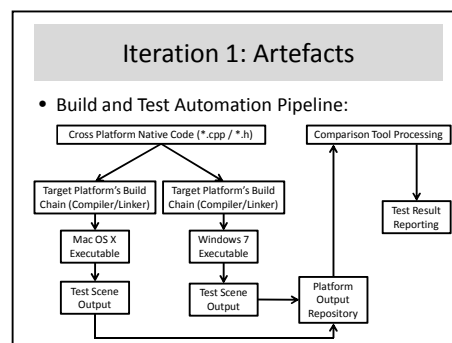 Iteration 1: Artefacts
• Build and Test Automation Pipeline:
Cross Platform Native Code (*.cpp / *.h)
Comparison Tool Processing
Target Platform's Build
Chain (Compiler/Linker)
Target Platform's Build
Chain (Compiler/Linker)
Test Result
Reporting
Mac OS X
Executable
Windows 7
Executable
Test Scene
Output
Test Scene
Output
Platform
Output
Repository